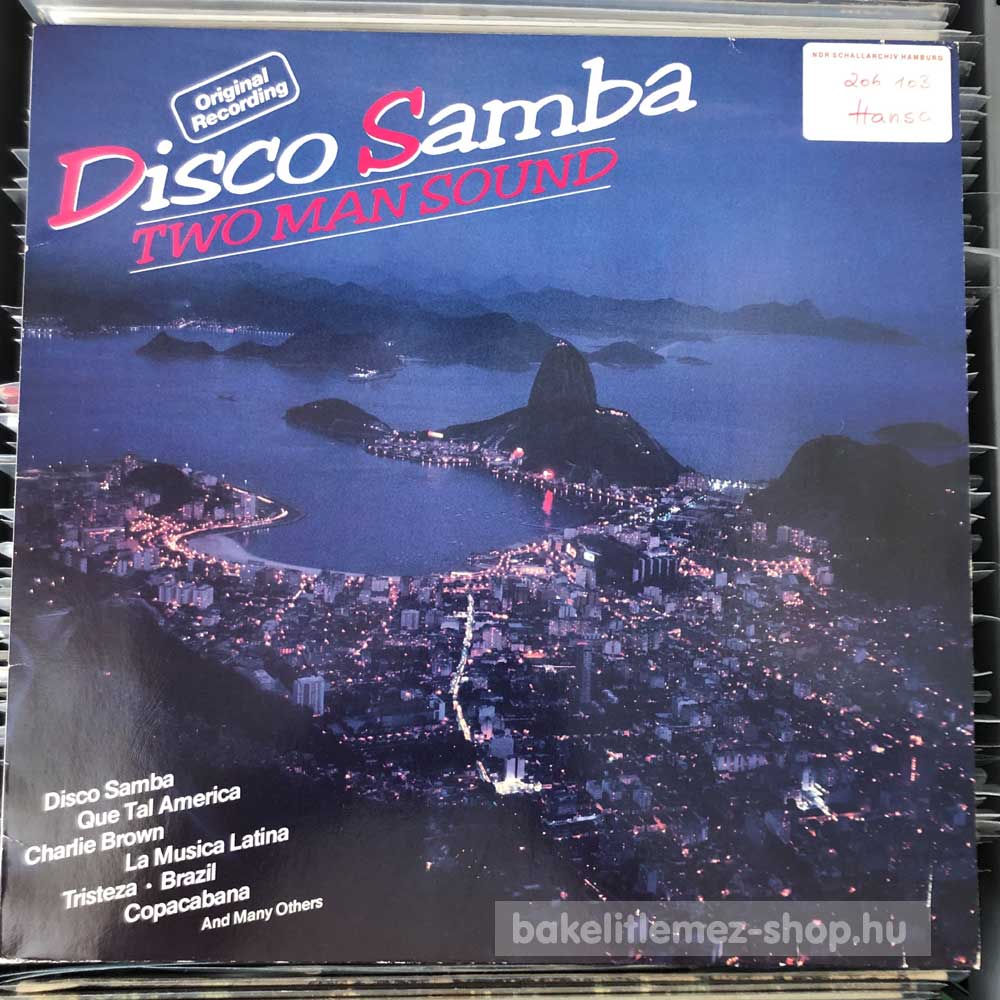 Original
Recording
Disco Samba
TWO MAN SOUND
NDR SCHALLARCHIV HAMBURG
206 103
Hansa
Disco Samba
Que Tal America
Charlie Brown
La Musica Latina
Tristeza • Brazil
Copacabana
And Many Others
bakelitlemez-shop.hu